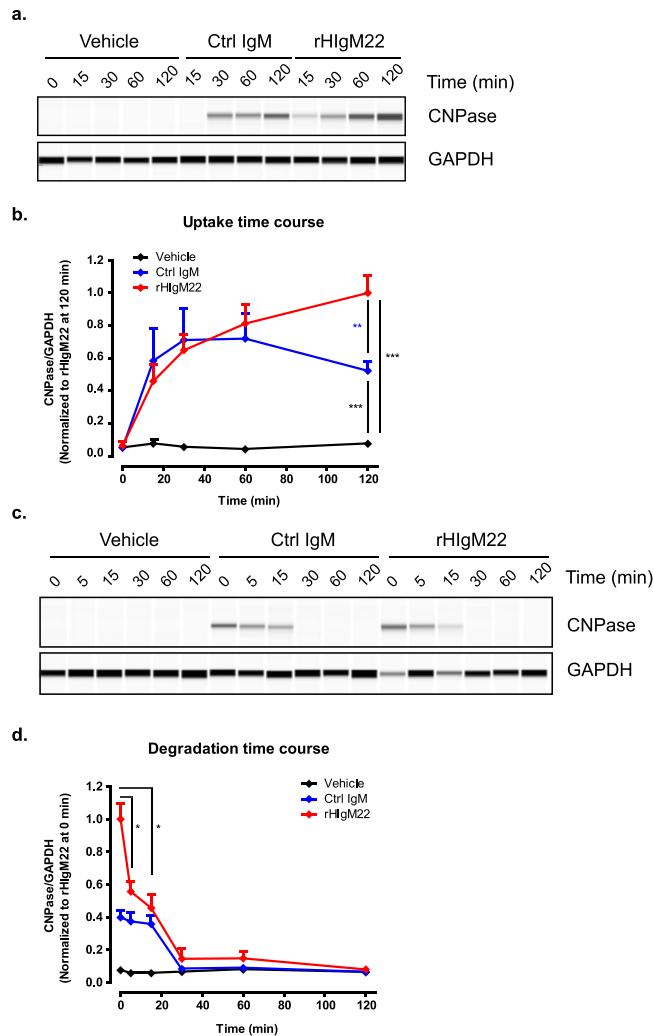 a.
Vehicle Ctrl IgM rHIgM22
0 15 30 60 120 15 30 60 120 15 30 60 120 Time (min)
CNPase
GAPDH
b.
Uptake time course
Vehicle
Ctrl IgM
rHIgM22
CNPase/GAPDH
(Normalized to rHIgM22 at 120 min)
1.2
1.0
0.8
0.6
0.4
0.2
0.0
**
***
***
0 20 40 60 80 100 120
Time (min)
c.
Vehicle Ctrl IgM rHIgM22
0 5 15 30 60 120 0 5 15 30 60 120 0 5 15 30 60 120 Time (min)
CNPase
GAPDH
d.
Degradation time course
Vehicle
Ctrl IgM
rHIgM22
CNPase/GAPDH
(Normalized to rHIgM22 at 0 min)
1.2
1.0
0.8
0.6
0.4
0.2
0.0
*
*
0 20 40 60 80 100 120
Time (min)